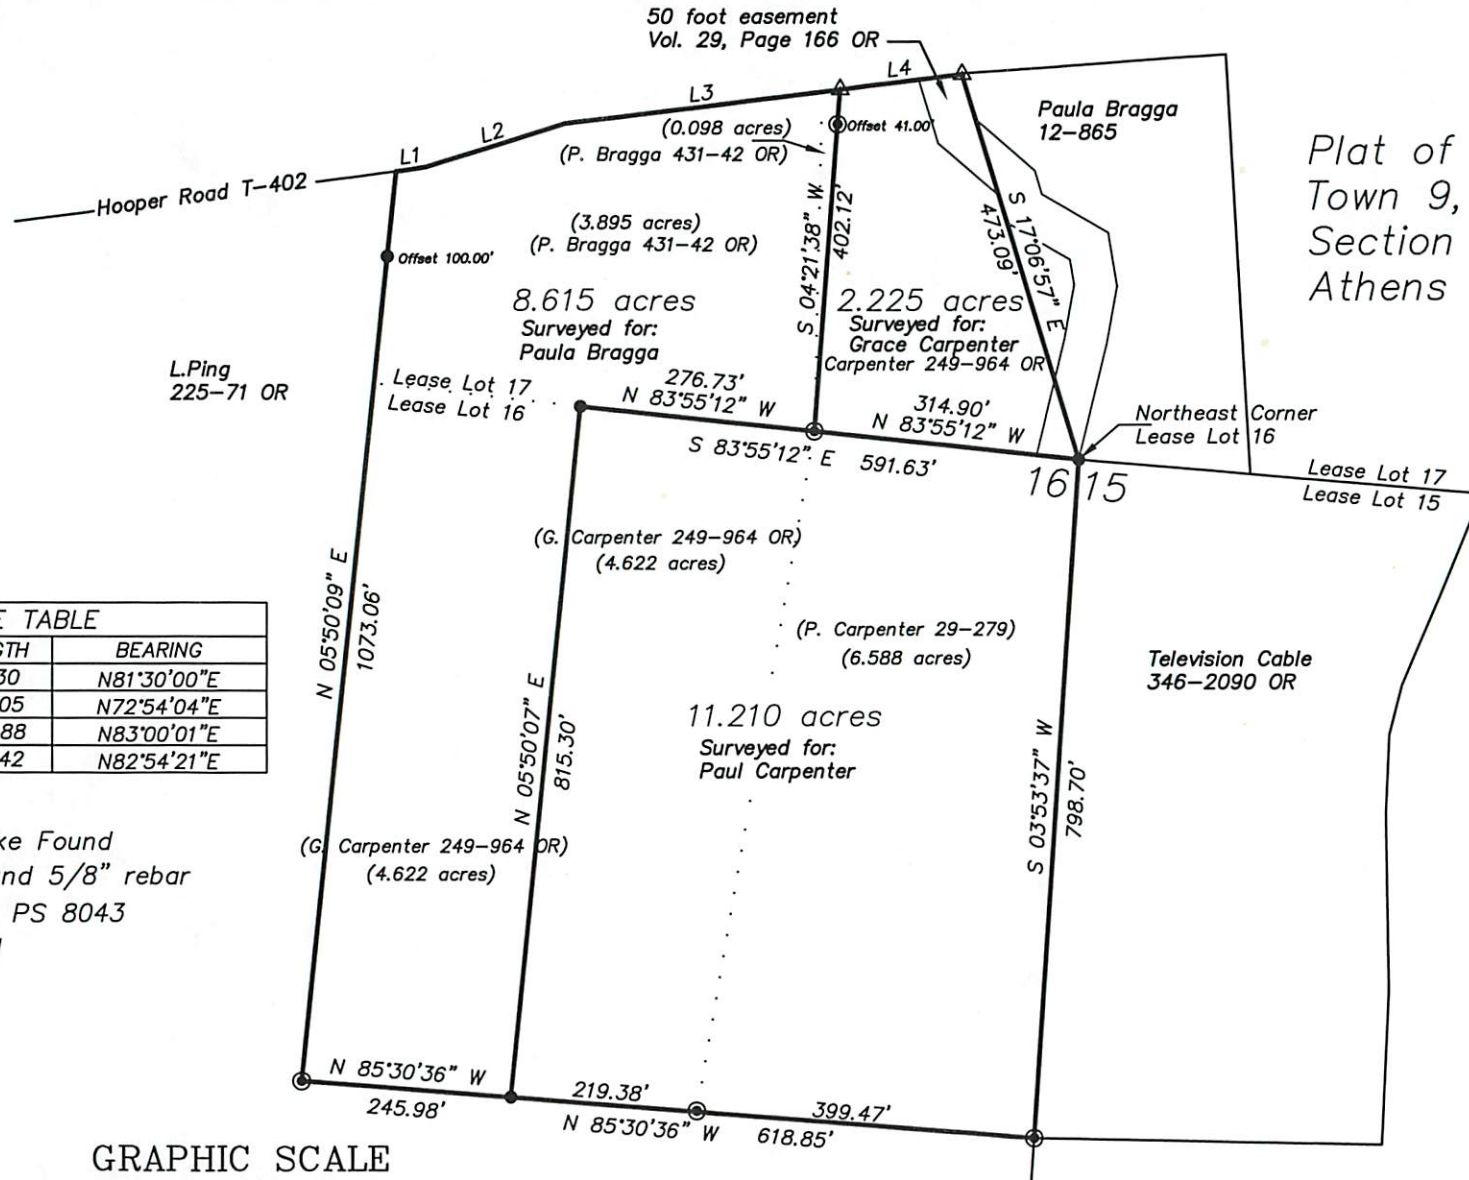 50 foot easement
Vol. 29, Page 166 OR
L4
L3
L2
L1
Hooper Road T-402
Paula Bragga
12-865
Plat of
Town 9,
Section
Athens
(0.098 acres)
(P. Bragga 431-42 OR)
Offset 41.00'
(3.895 acres)
(P. Bragga 431-42 OR)
Offset 100.00'
S 04°21'38" W
402.12'
S 17°06'57" E
473.09'
8.615 acres
Surveyed for:
Paula Bragga
2.225 acres
Surveyed for:
Grace Carpenter
Carpenter 249-964 OR
L.Ping
225-71 OR
Lease Lot 17
Lease Lot 16
276.73'
N 83°55'12" W
314.90'
N 83°55'12" W
S 83°55'12" E 591.63'
Northeast Corner
Lease Lot 16
16 15
Lease Lot 17
Lease Lot 15
(G. Carpenter 249-964 OR)
(4.622 acres)
N 05°50'09" E
1073.06'
N 05°50'07" E
815.30'
(P. Carpenter 29-279)
(6.588 acres)
11.210 acres
Surveyed for:
Paul Carpenter
Television Cable
346-2090 OR
S 03°53'37" W
798.70'
E TABLE
GTH BEARING
30 N81°30'00"E
05 N72°54'04"E
88 N83°00'01"E
42 N82°54'21"E
ke Found
nd 5/8" rebar
PS 8043
(G. Carpenter 249-964 OR)
(4.622 acres)
N 85°30'36" W
245.98'
219.38'
399.47'
N 85°30'36" W 618.85'
GRAPHIC SCALE